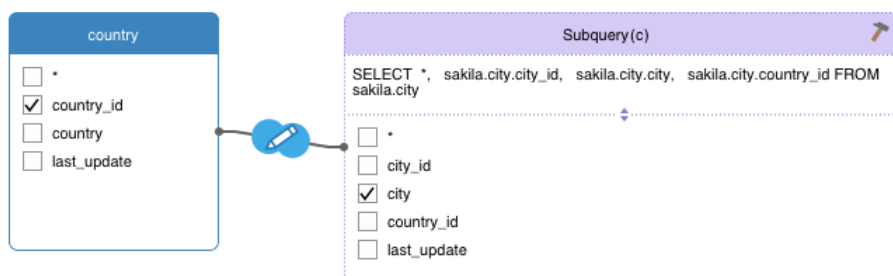 country
*
country_id
country
last_update
Subquery(c)
SELECT *, sakila.city.city_id, sakila.city.city, sakila.city.country_id FROM
sakila.city
*
city_id
city
country_id
last_update